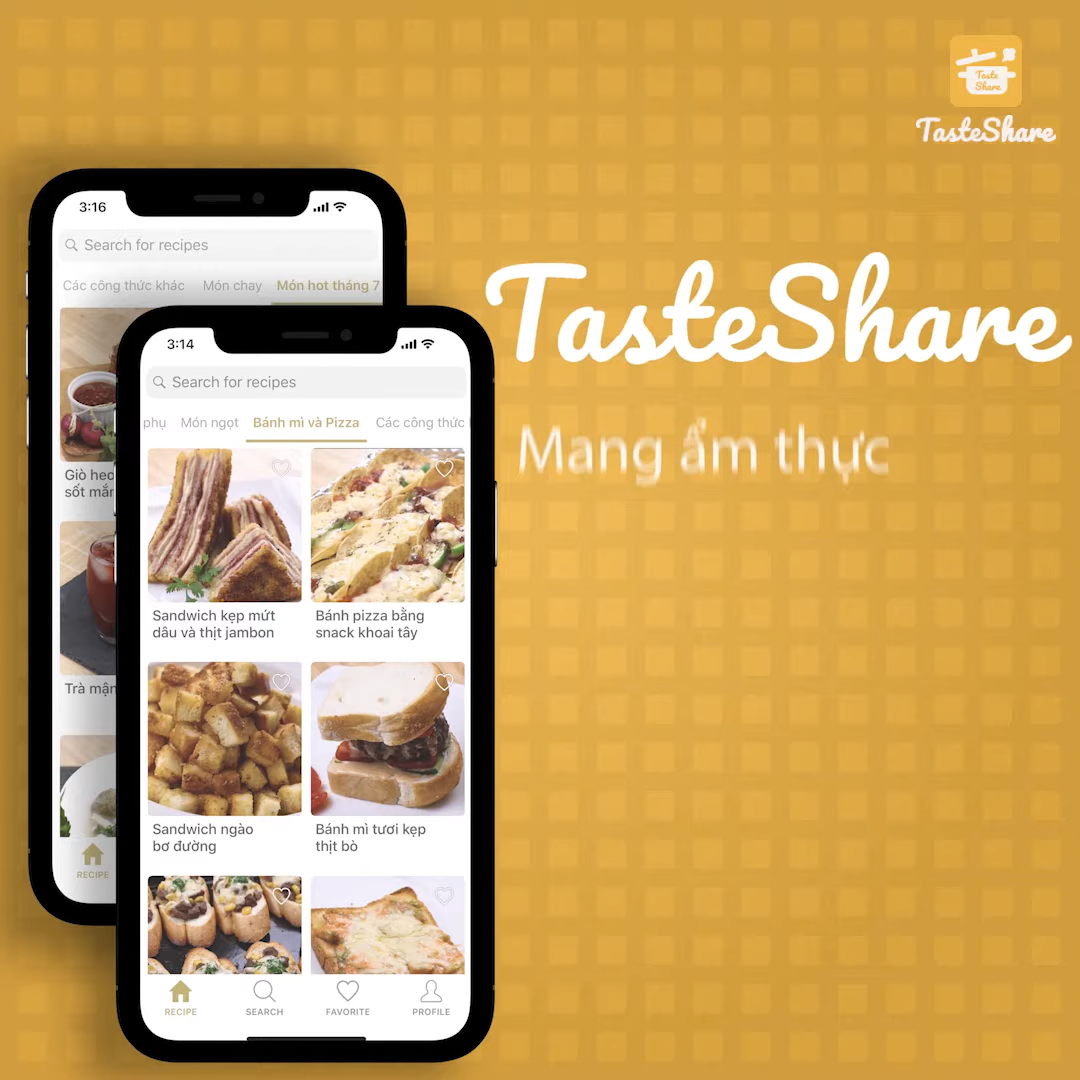 Taste
Share
TasteShare
TasteShare
Mang ẩm thực
3:16
Search for recipes
Các công thức khác Món chay Món hot tháng 7
Giò heo
sốt mắ
Trà mận
RECIPE
3:14
Search for recipes
phụ Món ngọt Bánh mì và Pizza Các công thức
Sandwich kẹp mứt
dâu và thịt jambon
Bánh pizza bằng
snack khoai tây
Sandwich ngào
bơ đường
Bánh mì tươi kẹp
thịt bò
RECIPE SEARCH FAVORITE PROFILE